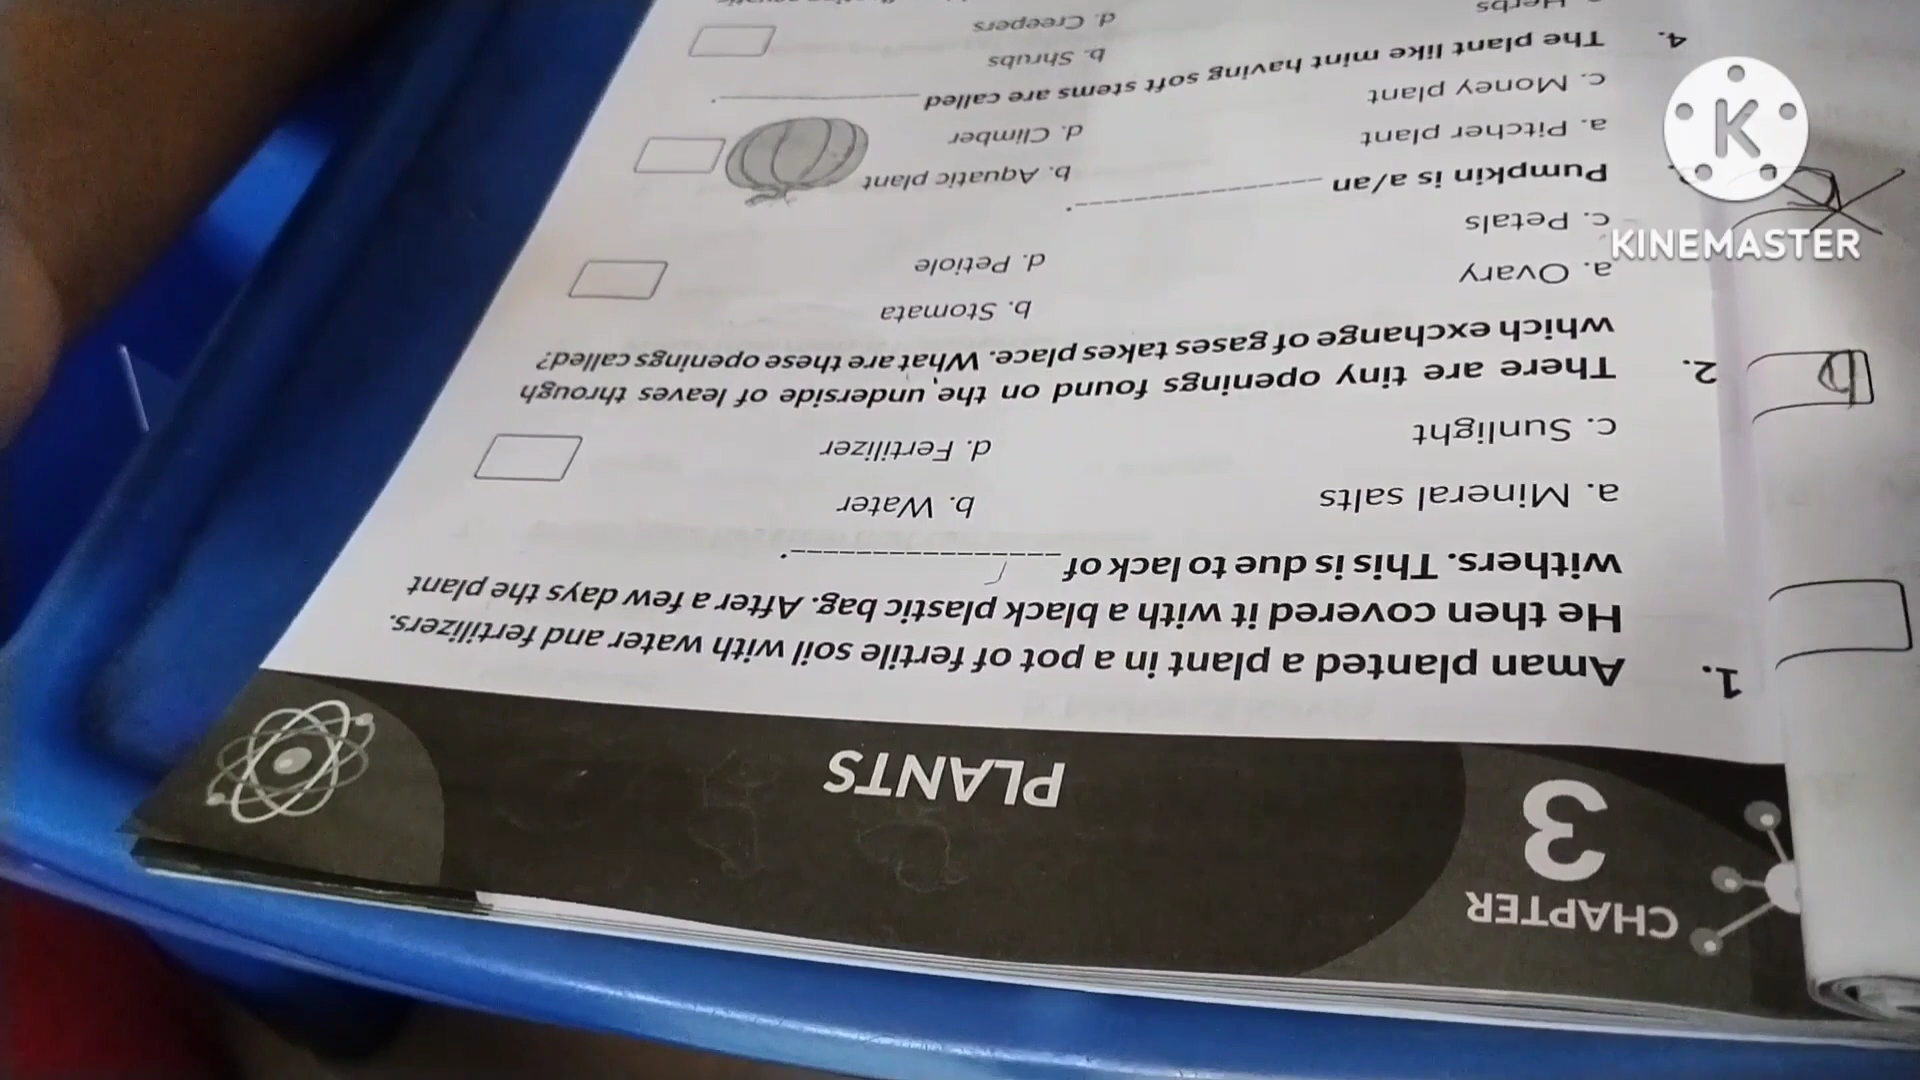 CHAPTER
3
PLANTS
1. Aman planted a plant in a pot of fertile soil with water and fertilizers.
He then covered it with a black plastic bag. After a few days the plant
withers. This is due to lack of ____________.
a. Mineral salts b. Water
c. Sunlight d. Fertilizer
2. There are tiny openings found on the underside of leaves through
which exchange of gases takes place. What are these openings called?
a. Ovary b. Stomata
c. Petals d. Petiole
Pumpkin is a/an ____________.
a. Pitcher plant b. Aquatic plant
c. Money plant d. Climber
4. The plant like mint having soft stems are called ____________.
Herbs b. Shrubs
d. Creepers
b
K
KINEMASTER